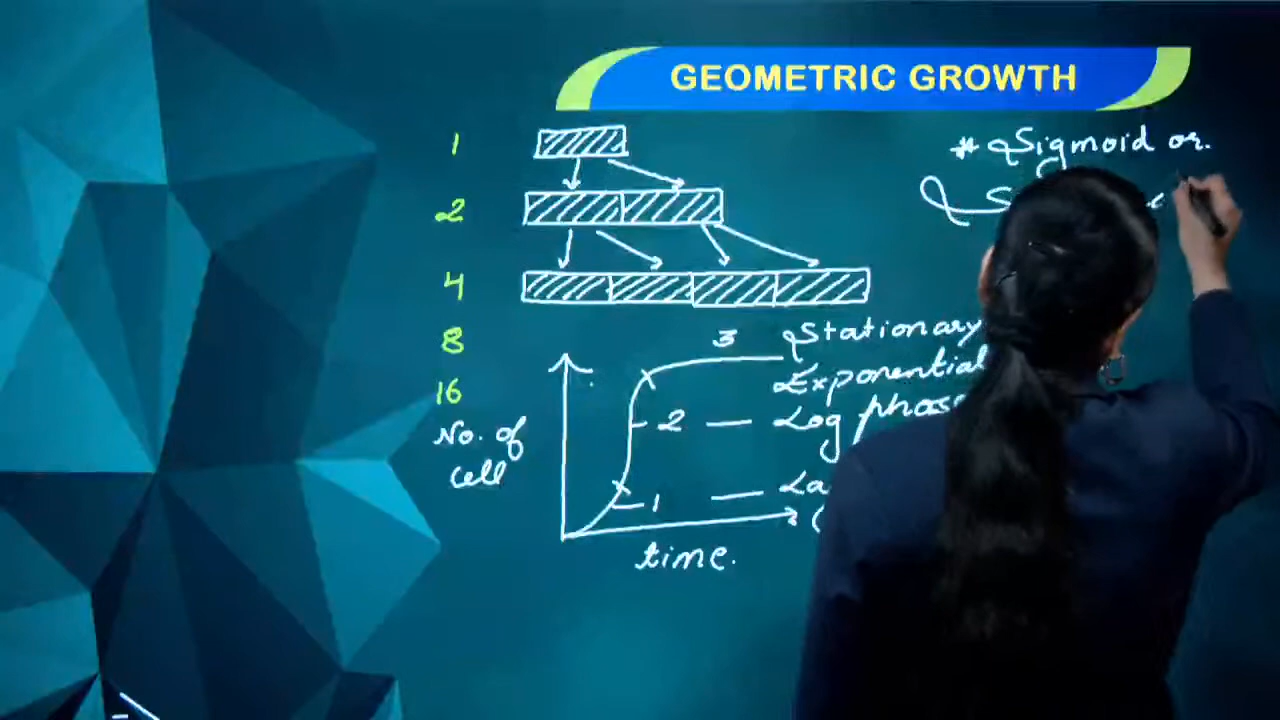 GEOMETRIC GROWTH
1
# Sigmoid or.
2
S
4
8
3 Stationary
16
Exponential
2 — Log phase
No. of
cell
1 — La
(
time.